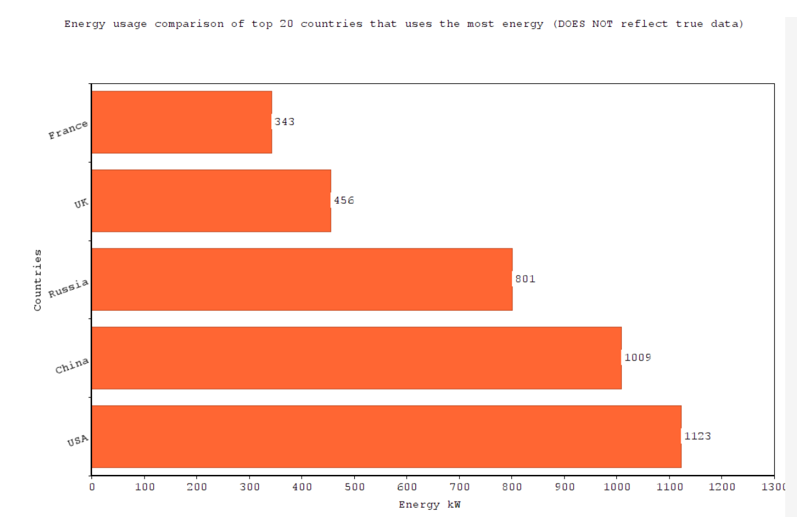 Energy usage comparison of top 20 countries that uses the most energy (DOES NOT reflect true data)
France
343
UK
456
Russia
801
Countries
China
1009
USA
1123
0 100 200 300 400 500 600 700 800 900 1000 1100 1200 1300
Energy kW